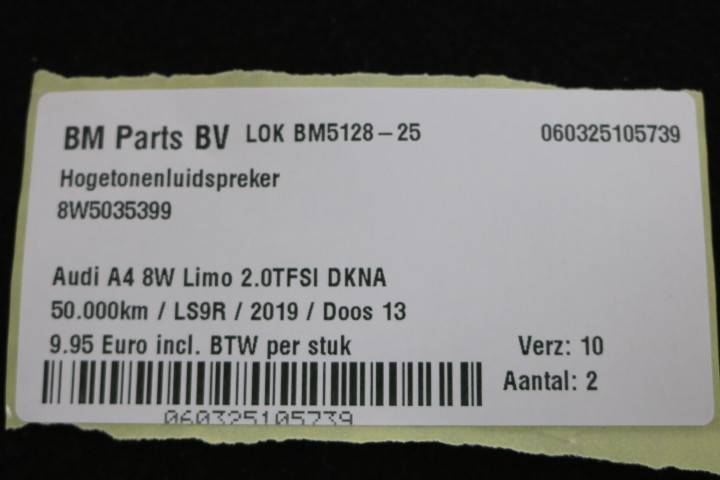 BM Parts BV LOK BM5128-25 060325105739
Hogetonenluidspreker
8W5035399
Audi A4 8W Limo 2.0TFSI DKNA
50.000km / LS9R / 2019 / Doos 13
9.95 Euro incl. BTW per stuk Verz: 10
Aantal: 2
060325105739